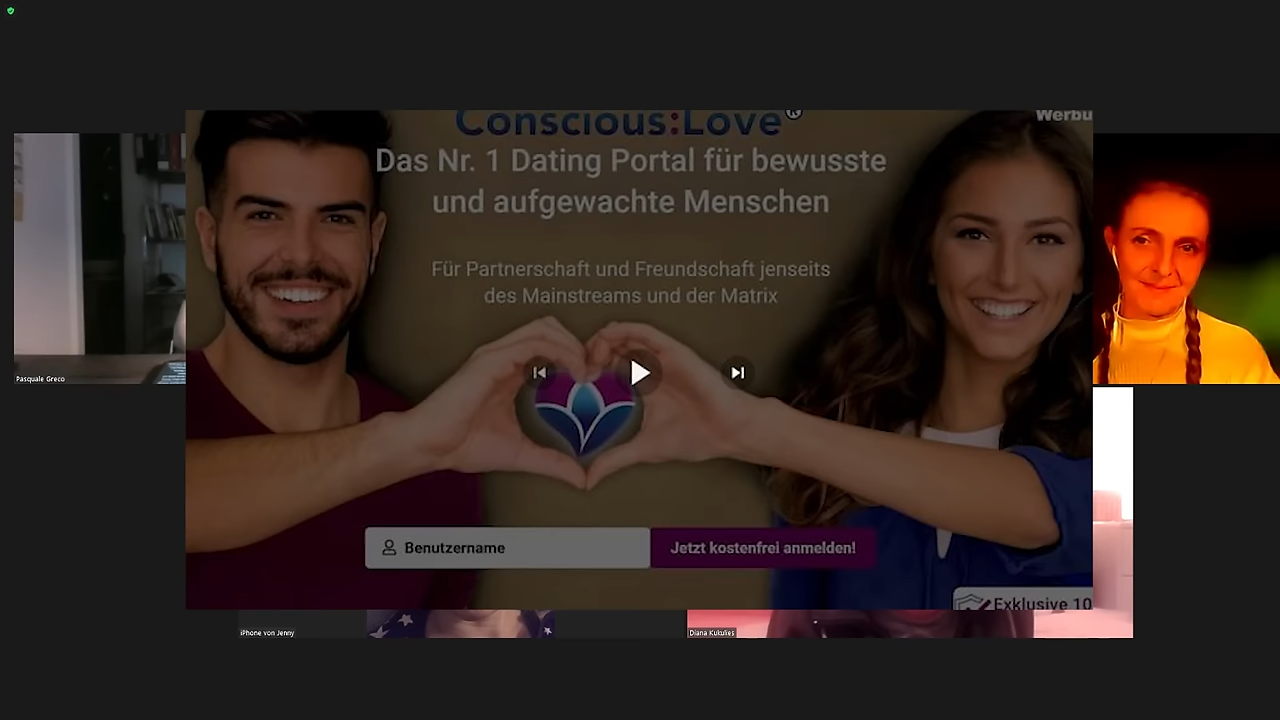 Conscious:Love®
Werbu
Das Nr. 1 Dating Portal für bewusste
und aufgewachte Menschen
Für Partnerschaft und Freundschaft jenseits
des Mainstreams und der Matrix
Pasquale Greco
Benutzername
Jetzt kostenfrei anmelden!
Exklusive 10
iPhone von Jenny
Diana Kukulies